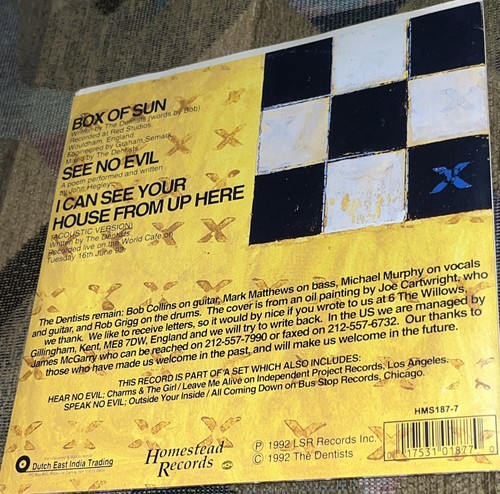 BOX OF SUN
Written by The Dentists (words by Bob)
Recorded at Red Studios,
Wouldham, England.
Engineered by Graham Semark
Mixed by The Dentists
SEE NO EVIL
A poem performed and written
by John Hegley
I CAN SEE YOUR
HOUSE FROM UP HERE
(ACOUSTIC VERSION)
Written by The Dentists
Recorded live on the World Cafe on
Tuesday 16th June 92
The Dentists remain: Bob Collins on guitar, Mark Matthews on bass, Michael Murphy on vocals
and guitar, and Rob Grigg on the drums. The cover is from an oil painting by Joe Cartwright, who
we thank. We like to receive letters, so it would by nice if you wrote to us at 6 The Willows,
Gillingham, Kent, ME8 7DW, England and we will try to write back. In the US we are managed by
James McGarry who can be reached on 212-557-7990 or faxed on 212-557-6732. Our thanks to
those who have made us welcome in the past, and will make us welcome in the future.
THIS RECORD IS PART OF A SET WHICH ALSO INCLUDES:
HEAR NO EVIL; Charms & The Girl / Leave Me Alive on Independent Project Records, Los Angeles.
SPEAK NO EVIL; Outside Your Inside / All Coming Down on Bus Stop Records, Chicago.
HMS187-7
Dutch East India Trading
Homestead
Records
Ⓟ 1992 LSR Records Inc.
© 1992 The Dentists
0 17531 01877 0